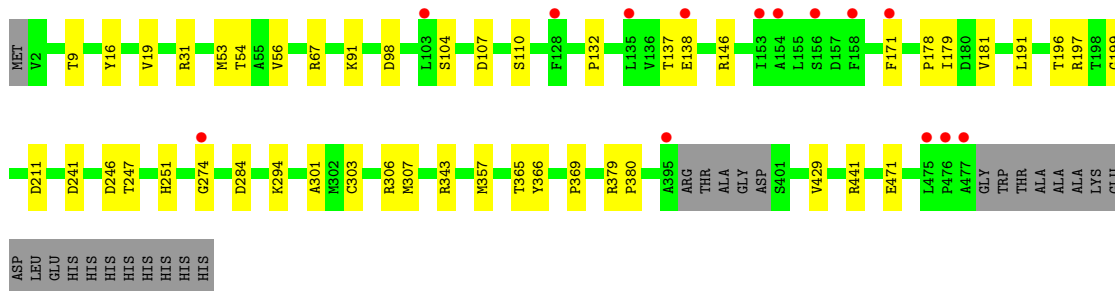 MET V2 T9 Y16 V19 R31 M53 T54 A55 V56 R67 K91 D98 L103 S104 D107 S110 F128 P132 L135 V136 T137 E138 R146 I153 A154 L155 S156 D157 F158 F171 P178 I179 D180 V181 L191 T196 R197 T198
D211 D241 D246 T247 H251 G274 D284 K294 A301 M302 C303 R306 M307 R343 M357 T365 Y366 P369 R379 P380 A395 ARG THR ALA GLY ASP S401 V429 R441 E471 L475 P476 A477 GLY TRP THR ALA ALA ALA LYS GLU
ASP LEU GLU HIS HIS HIS HIS HIS HIS HIS HIS